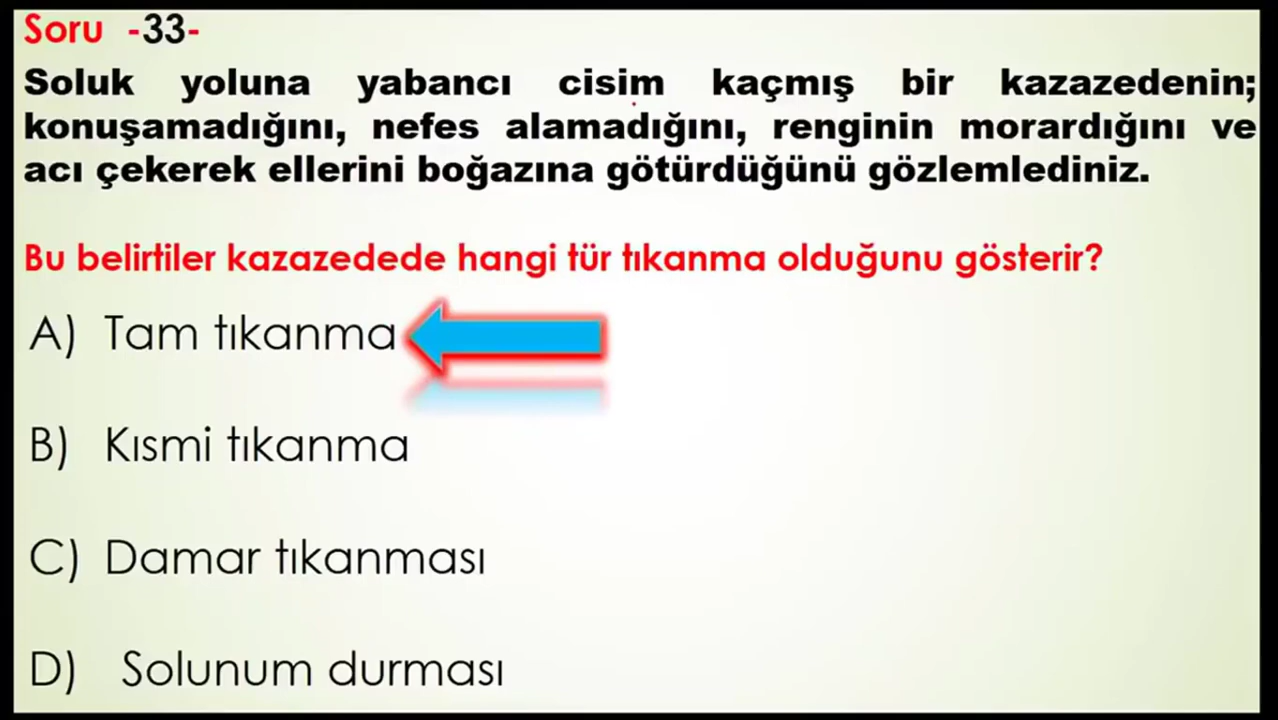 Soru -33-
Soluk yoluna yabancı cisim kaçmış bir kazazedenin;
konuşamadığını, nefes alamadığını, renginin morardığını ve
acı çekerek ellerini boğazına götürdüğünü gözlemlediniz.
Bu belirtiler kazazedede hangi tür tıkanma olduğunu gösterir?
A) Tam tıkanma
B) Kısmi tıkanma
C) Damar tıkanması
D) Solunum durması